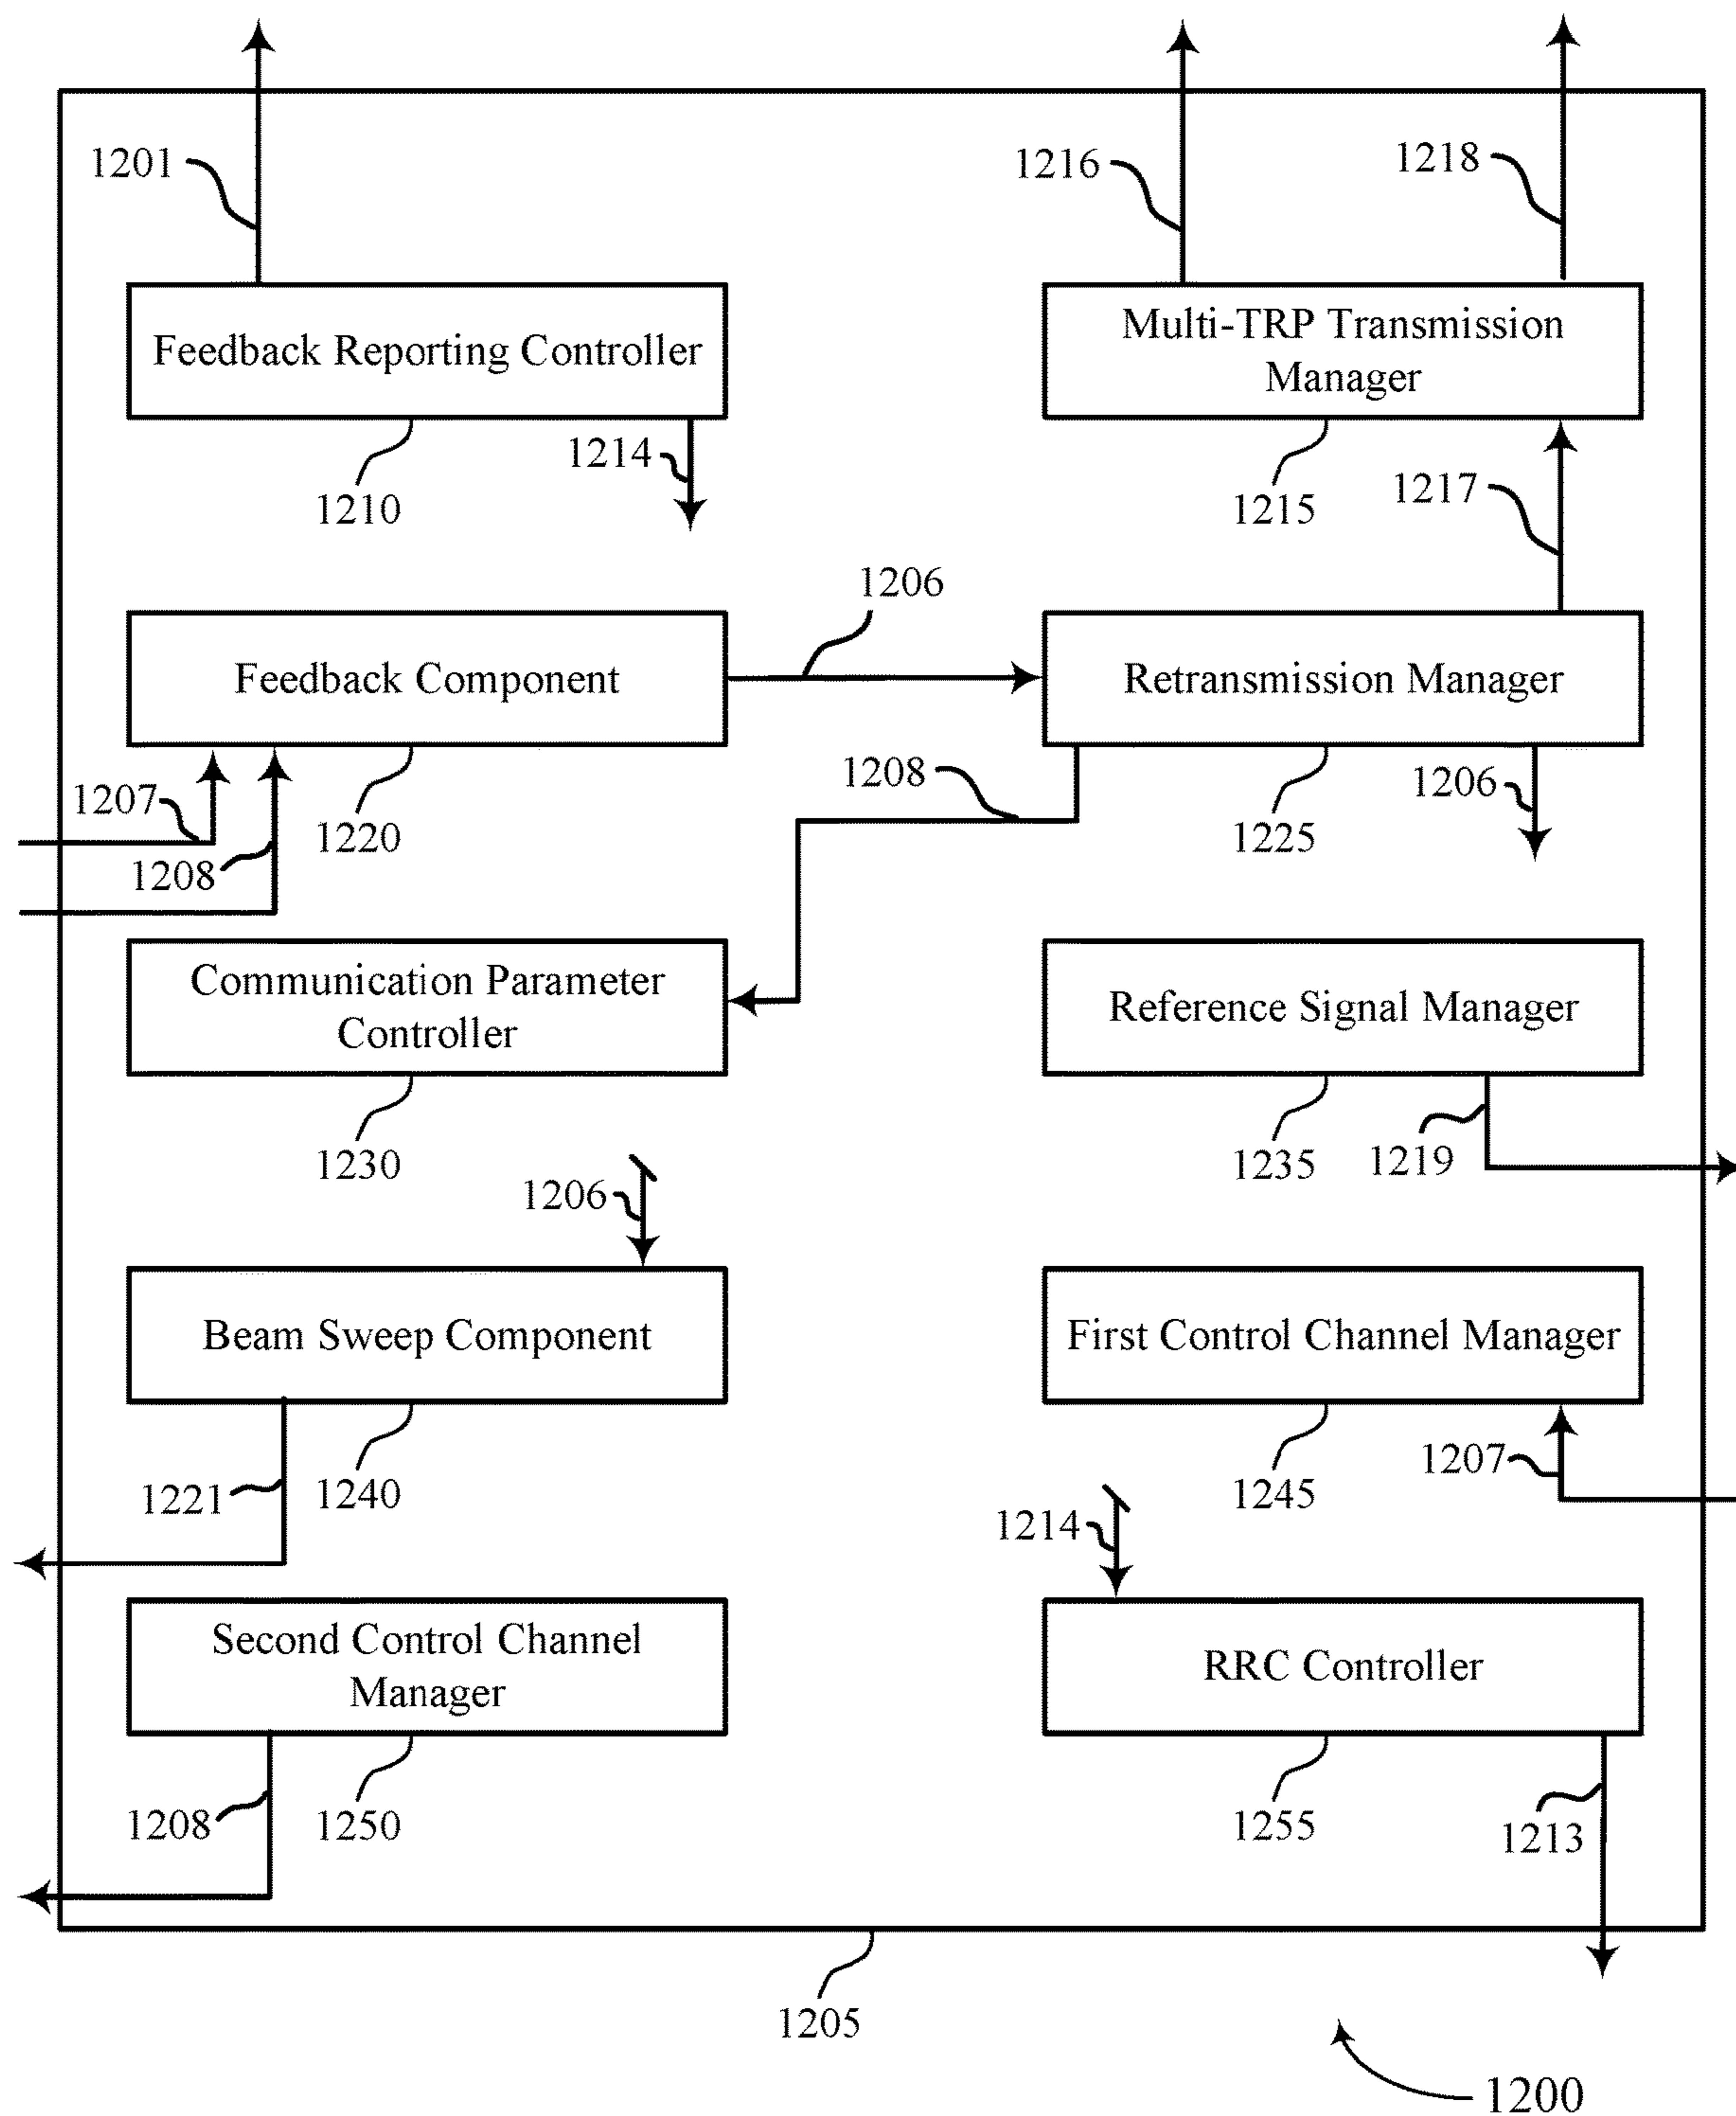 1201
1216
1218
Feedback Reporting Controller
Multi-TRP Transmission
Manager
1214
1210
1215
1217
1206
Feedback Component
Retransmission Manager
1207
1208
1220
1208
1225
1206
Communication Parameter
Controller
Reference Signal Manager
1230
1235
1219
1206
Beam Sweep Component
First Control Channel Manager
1221
1240
1245
1207
1214
Second Control Channel
Manager
RRC Controller
1208
1250
1255
1213
1205
1200